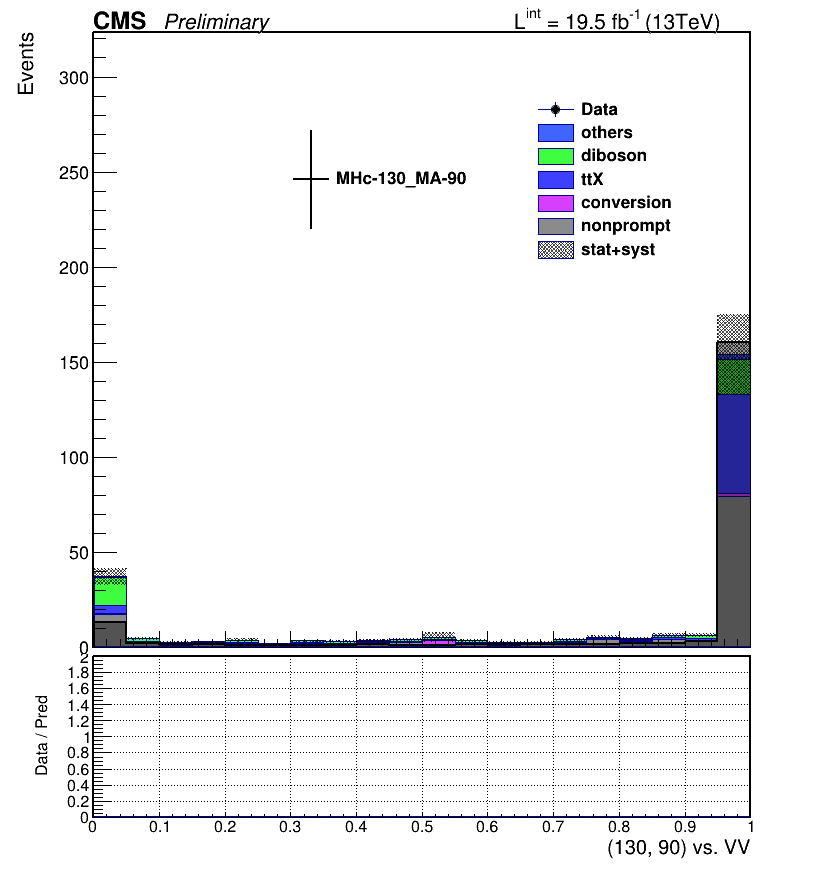 CMS Preliminary
L^int = 19.5 fb^-1 (13TeV)
Events
300
250
200
150
100
50
0
Data
others
diboson
ttX
conversion
nonprompt
stat+syst
MHc-130_MA-90
Data / Pred
2
1.8
1.6
1.4
1.2
1
0.8
0.6
0.4
0.2
0
0 0.1 0.2 0.3 0.4 0.5 0.6 0.7 0.8 0.9 1
(130, 90) vs. VV